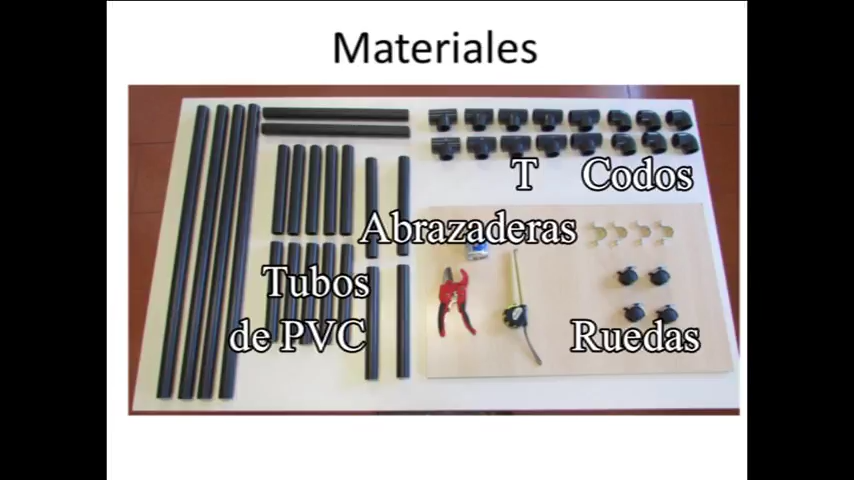 Materiales
T
Codos
Abrazaderas
Tubos
de PVC
Ruedas